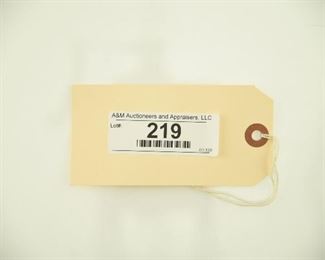 A&M Auctioneers and Appraisers, LLC
Lot#:
219